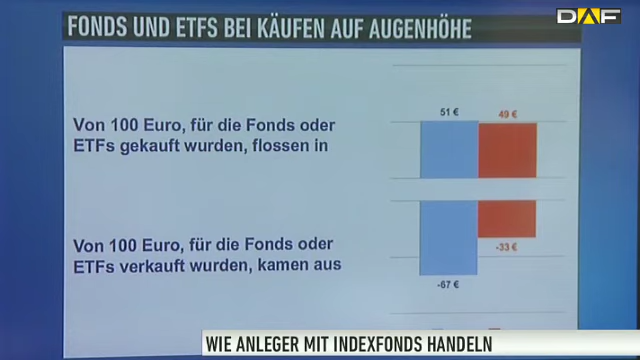 FONDS UND ETFS BEI KÄUFEN AUF AUGENHÖHE
DAF
Von 100 Euro, für die Fonds oder
ETFs gekauft wurden, flossen in
51 €
49 €
Von 100 Euro, für die Fonds oder
ETFs verkauft wurden, kamen aus
-67 €
-33 €
WIE ANLEGER MIT INDEXFONDS HANDELN